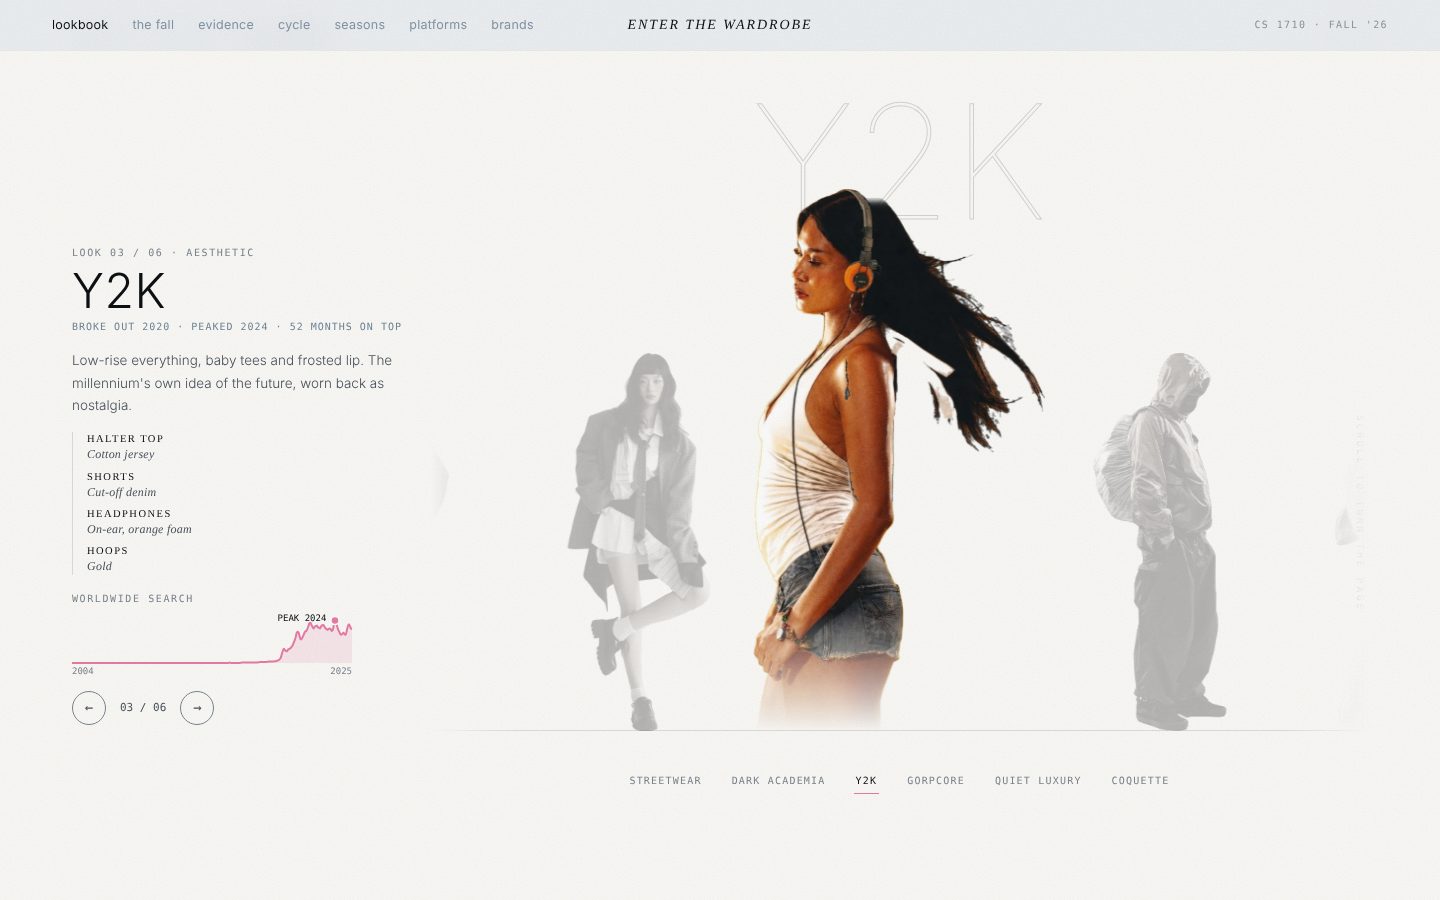 lookbook the fall evidence cycle seasons platforms brands
ENTER THE WARDROBE
CS 1710 · FALL '26
Y2K
LOOK 03 / 06 · AESTHETIC
Y2K
BROKE OUT 2020 · PEAKED 2024 · 52 MONTHS ON TOP
Low-rise everything, baby tees and frosted lip. The
millennium's own idea of the future, worn back as
nostalgia.
HALTER TOP
Cotton jersey
SHORTS
Cut-off denim
HEADPHONES
On-ear, orange foam
HOOPS
Gold
WORLDWIDE SEARCH
PEAK 2024
2004 2025
← 03 / 06 →
STREETWEAR DARK ACADEMIA Y2K GORPCORE QUIET LUXURY COQUETTE